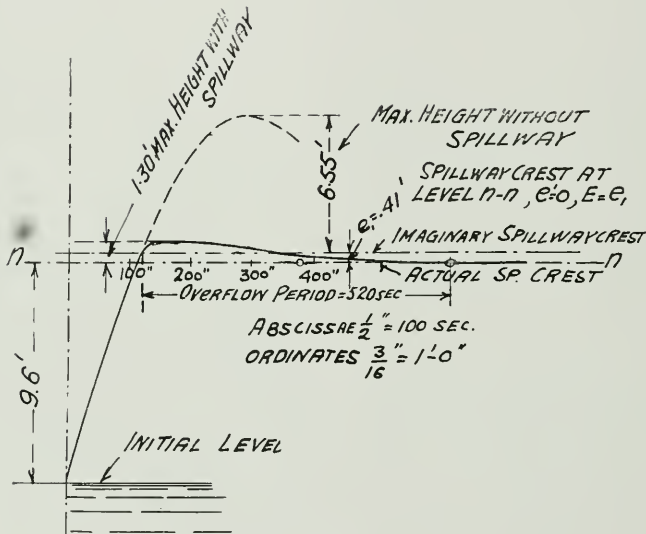 1.30' MAX. HEIGHT WITH
SPILLWAY
MAX. HEIGHT WITHOUT
SPILLWAY
6.55'
SPILLWAY CREST AT
LEVEL n-n, e'=0, E=e,
e,=.41'
IMAGINARY SPILLWAY CREST
n
100" 200" 300" 400"
n
ACTUAL SP. CREST
OVERFLOW PERIOD=520 SEC
ABSCISSAE 1/2" = 100 SEC.
ORDINATES 3/16" = 1'-0"
9.6'
INITIAL LEVEL